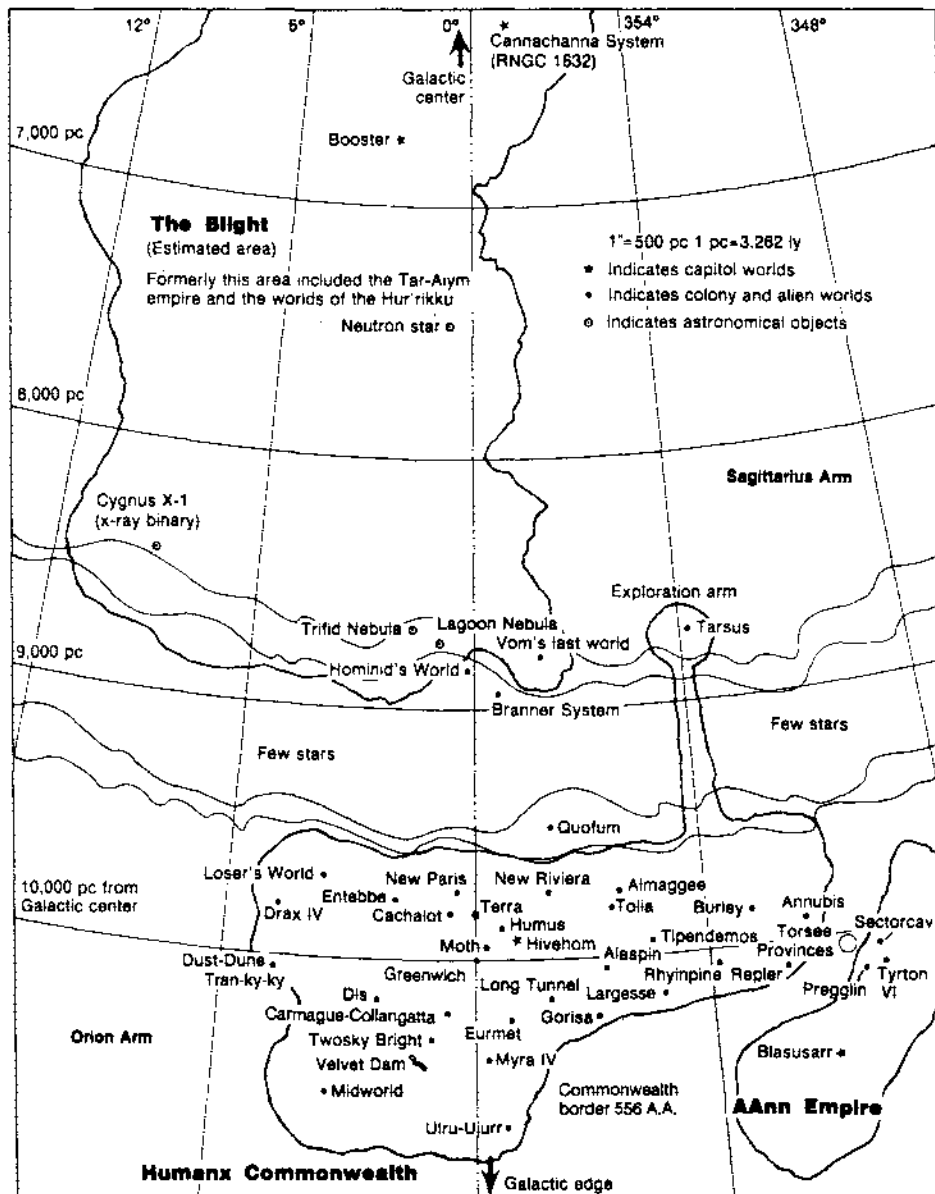 12°
6°
0°
354°
348°
Cannachanna System
(RNGC 1632)
Galactic
center
7,000 pc
Booster
The Blight
(Estimated area)
Formerly this area included the Tar-Aiym
empire and the worlds of the Hur'rikku
Neutron star
1"=500 pc 1 pc=3.262 ly
Indicates capitol worlds
Indicates colony and alien worlds
Indicates astronomical objects
8,000 pc
Sagittarius Arm
Cygnus X-1
(x-ray binary)
Exploration arm
Trifid Nebula
Lagoon Nebula
Tarsus
Vom's last world
9,000 pc
Hominid's World
Branner System
Few stars
Few stars
Quofum
Loser's World
New Paris
New Riviera
Almaggee
10,000 pc from
Galactic center
Entebbe
Drax IV
Cachalot
Terra
Tolia
Burley
Annubis
Humus
Torsee
Provinces
Sectorcav
Moth
Hivehom
Tipendemos
Alaspin
Dust-Dune
Tran-ky-ky
Greenwich
Rhyinpine
Repler
Tyrton
VI
Dis
Long Tunnel
Largesse
Pregglin
Carmague-Collangatta
Eurmet
Gorisa
Orion Arm
Twosky Bright
Velvet Dam
Myra IV
Blasusarr
Midworld
Commonwealth
border 556 A.A.
AAnn Empire
Ulru-Ujurr
Humanx Commonwealth
Galactic edge